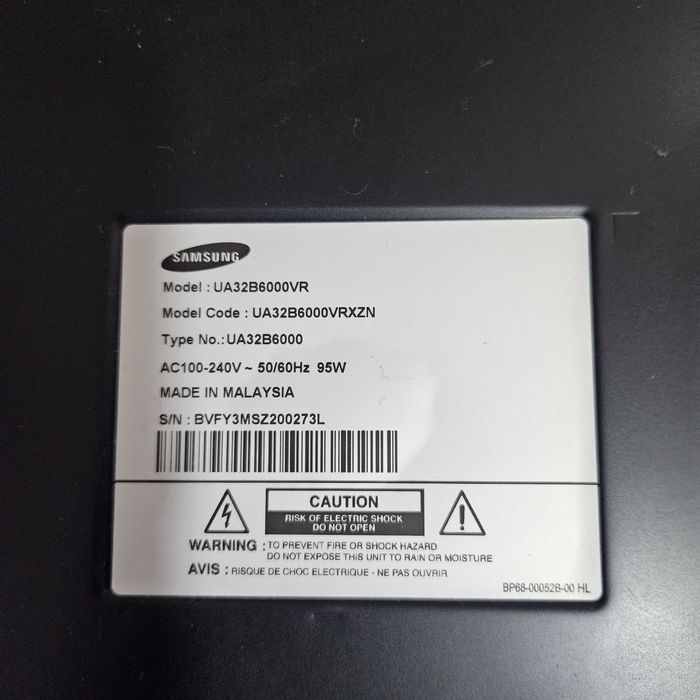 SAMSUNG
Model : UA32B6000VR
Model Code : UA32B6000VRXZN
Type No.:UA32B6000
AC100-240V ~ 50/60Hz 95W
MADE IN MALAYSIA
S/N : BVFY3MSZ200273L
CAUTION
RISK OF ELECTRIC SHOCK
DO NOT OPEN
WARNING : TO PREVENT FIRE OR SHOCK HAZARD
DO NOT EXPOSE THIS UNIT TO RAIN OR MOISTURE
AVIS : RISQUE DE CHOC ELECTRIQUE - NE PAS OUVRIR
BP68-00052B-00 HL